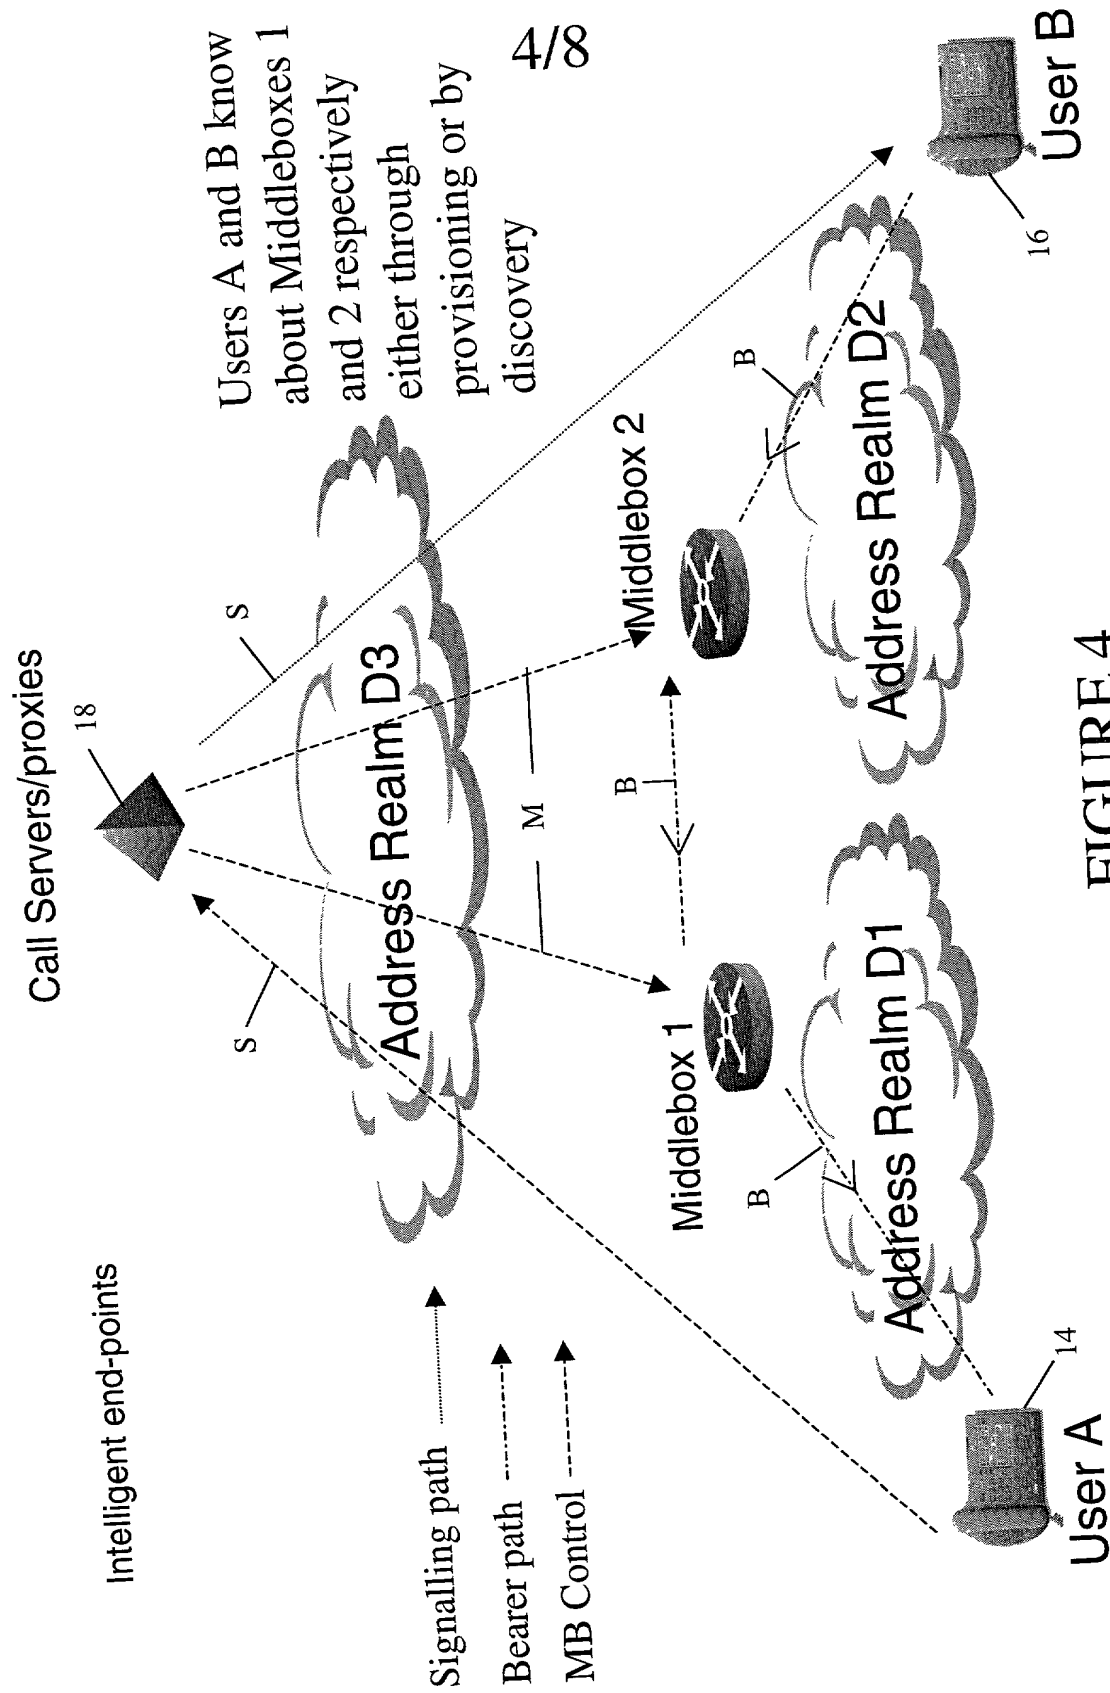 4/8
Intelligent end-points
Call Servers/proxies
18
Signalling path
Bearer path
MB Control
S
S
Users A and B know
about Middleboxes 1
and 2 respectively
either through
provisioning or by
discovery
Address Realm D3
M
Middlebox 1
B
Middlebox 2
B
B
Address Realm D1
Address Realm D2
14
User A
16
User B
FIGURE 4